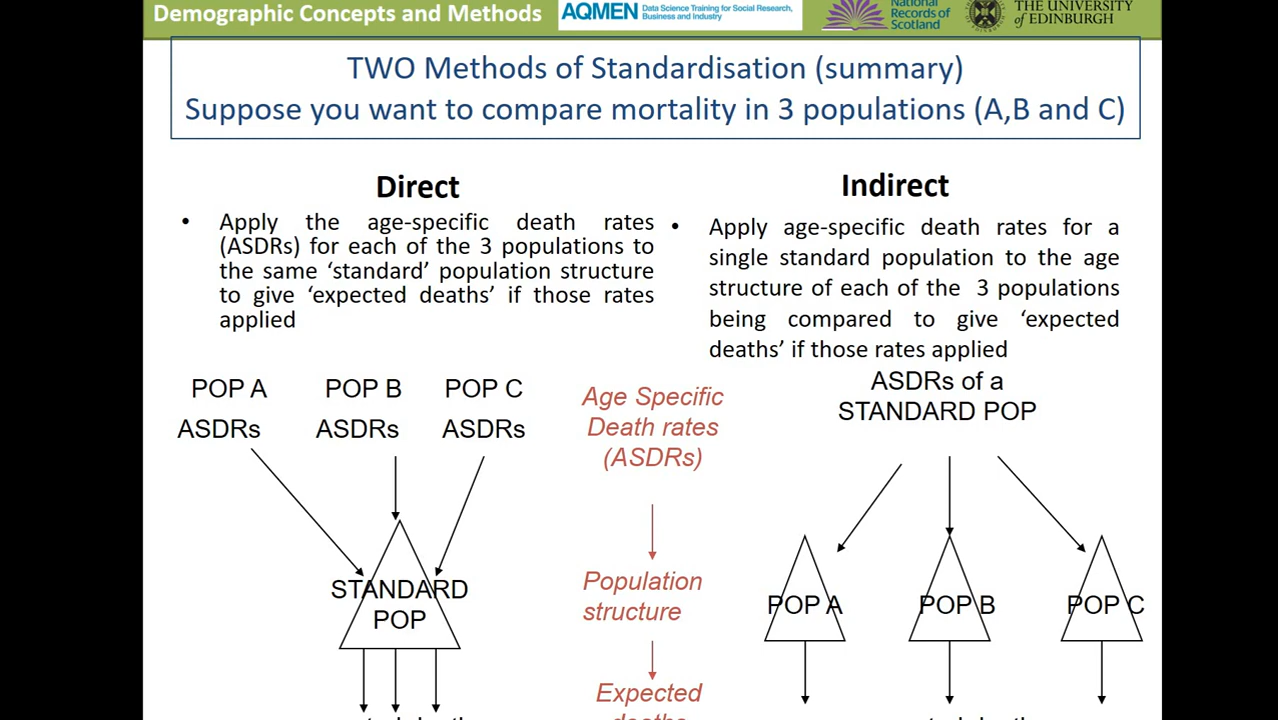 Demographic Concepts and Methods
AQMEN
Data Science Training for Social Research,
Business and Industry
National
Records of
Scotland
THE UNIVERSITY
of EDINBURGH
TWO Methods of Standardisation (summary)
Suppose you want to compare mortality in 3 populations (A,B and C)
Direct
• Apply the age-specific death rates
(ASDRs) for each of the 3 populations to
the same ‘standard’ population structure
to give ‘expected deaths’ if those rates
applied
Indirect
• Apply age-specific death rates for a
single standard population to the age
structure of each of the 3 populations
being compared to give ‘expected
deaths’ if those rates applied
POP A POP B POP C
ASDRs ASDRs ASDRs
STANDARD
POP
Age Specific
Death rates
(ASDRs)
Population
structure
Expected
deaths
ASDRs of a
STANDARD POP
POP A POP B POP C